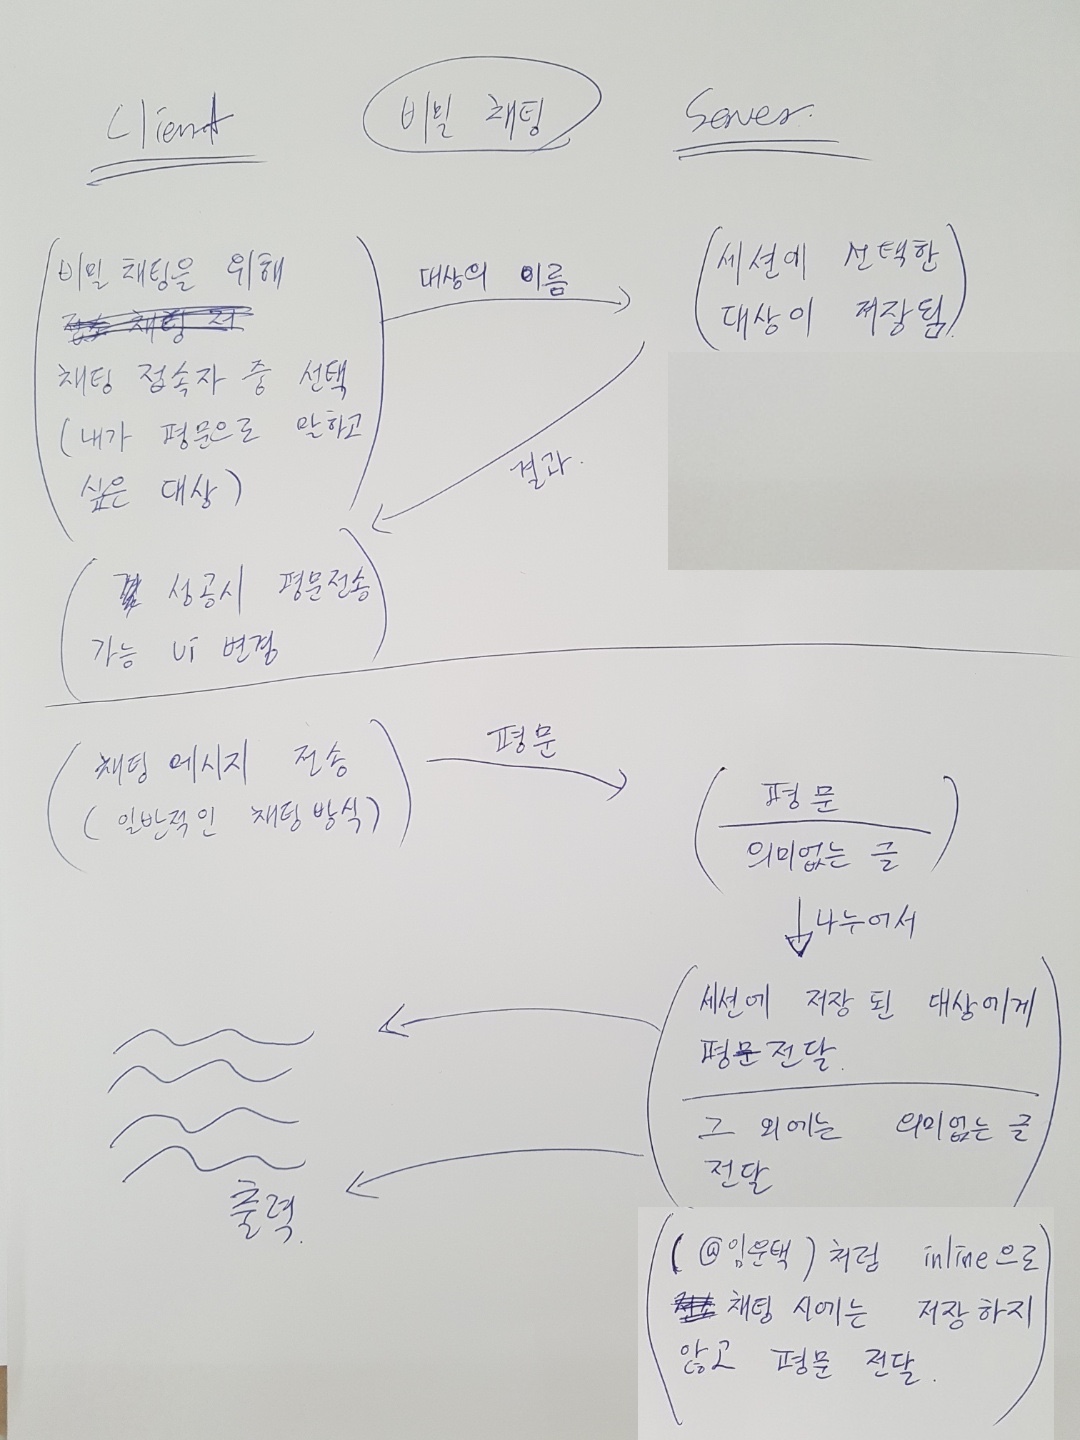 Client
비밀 채팅
Server.
비밀 채팅을 위해
채팅 접속자 중 선택
(내가 평문으로 말하고
싶은 대상)
대상의 이름
세션에 선택한
대상이 저장됨.
결과.
성공시 평문전송
가능 UI 변경
채팅 메시지 전송
(일반적인 채팅방식)
평문
평문
의미없는 글
나누어서
세션에 저장된 대상에게
평문전달.
그 외에는 의미없는 글
전달
출력.
(@임운택)처럼 inline으로
채팅 시에는 저장하지
않고 평문 전달.